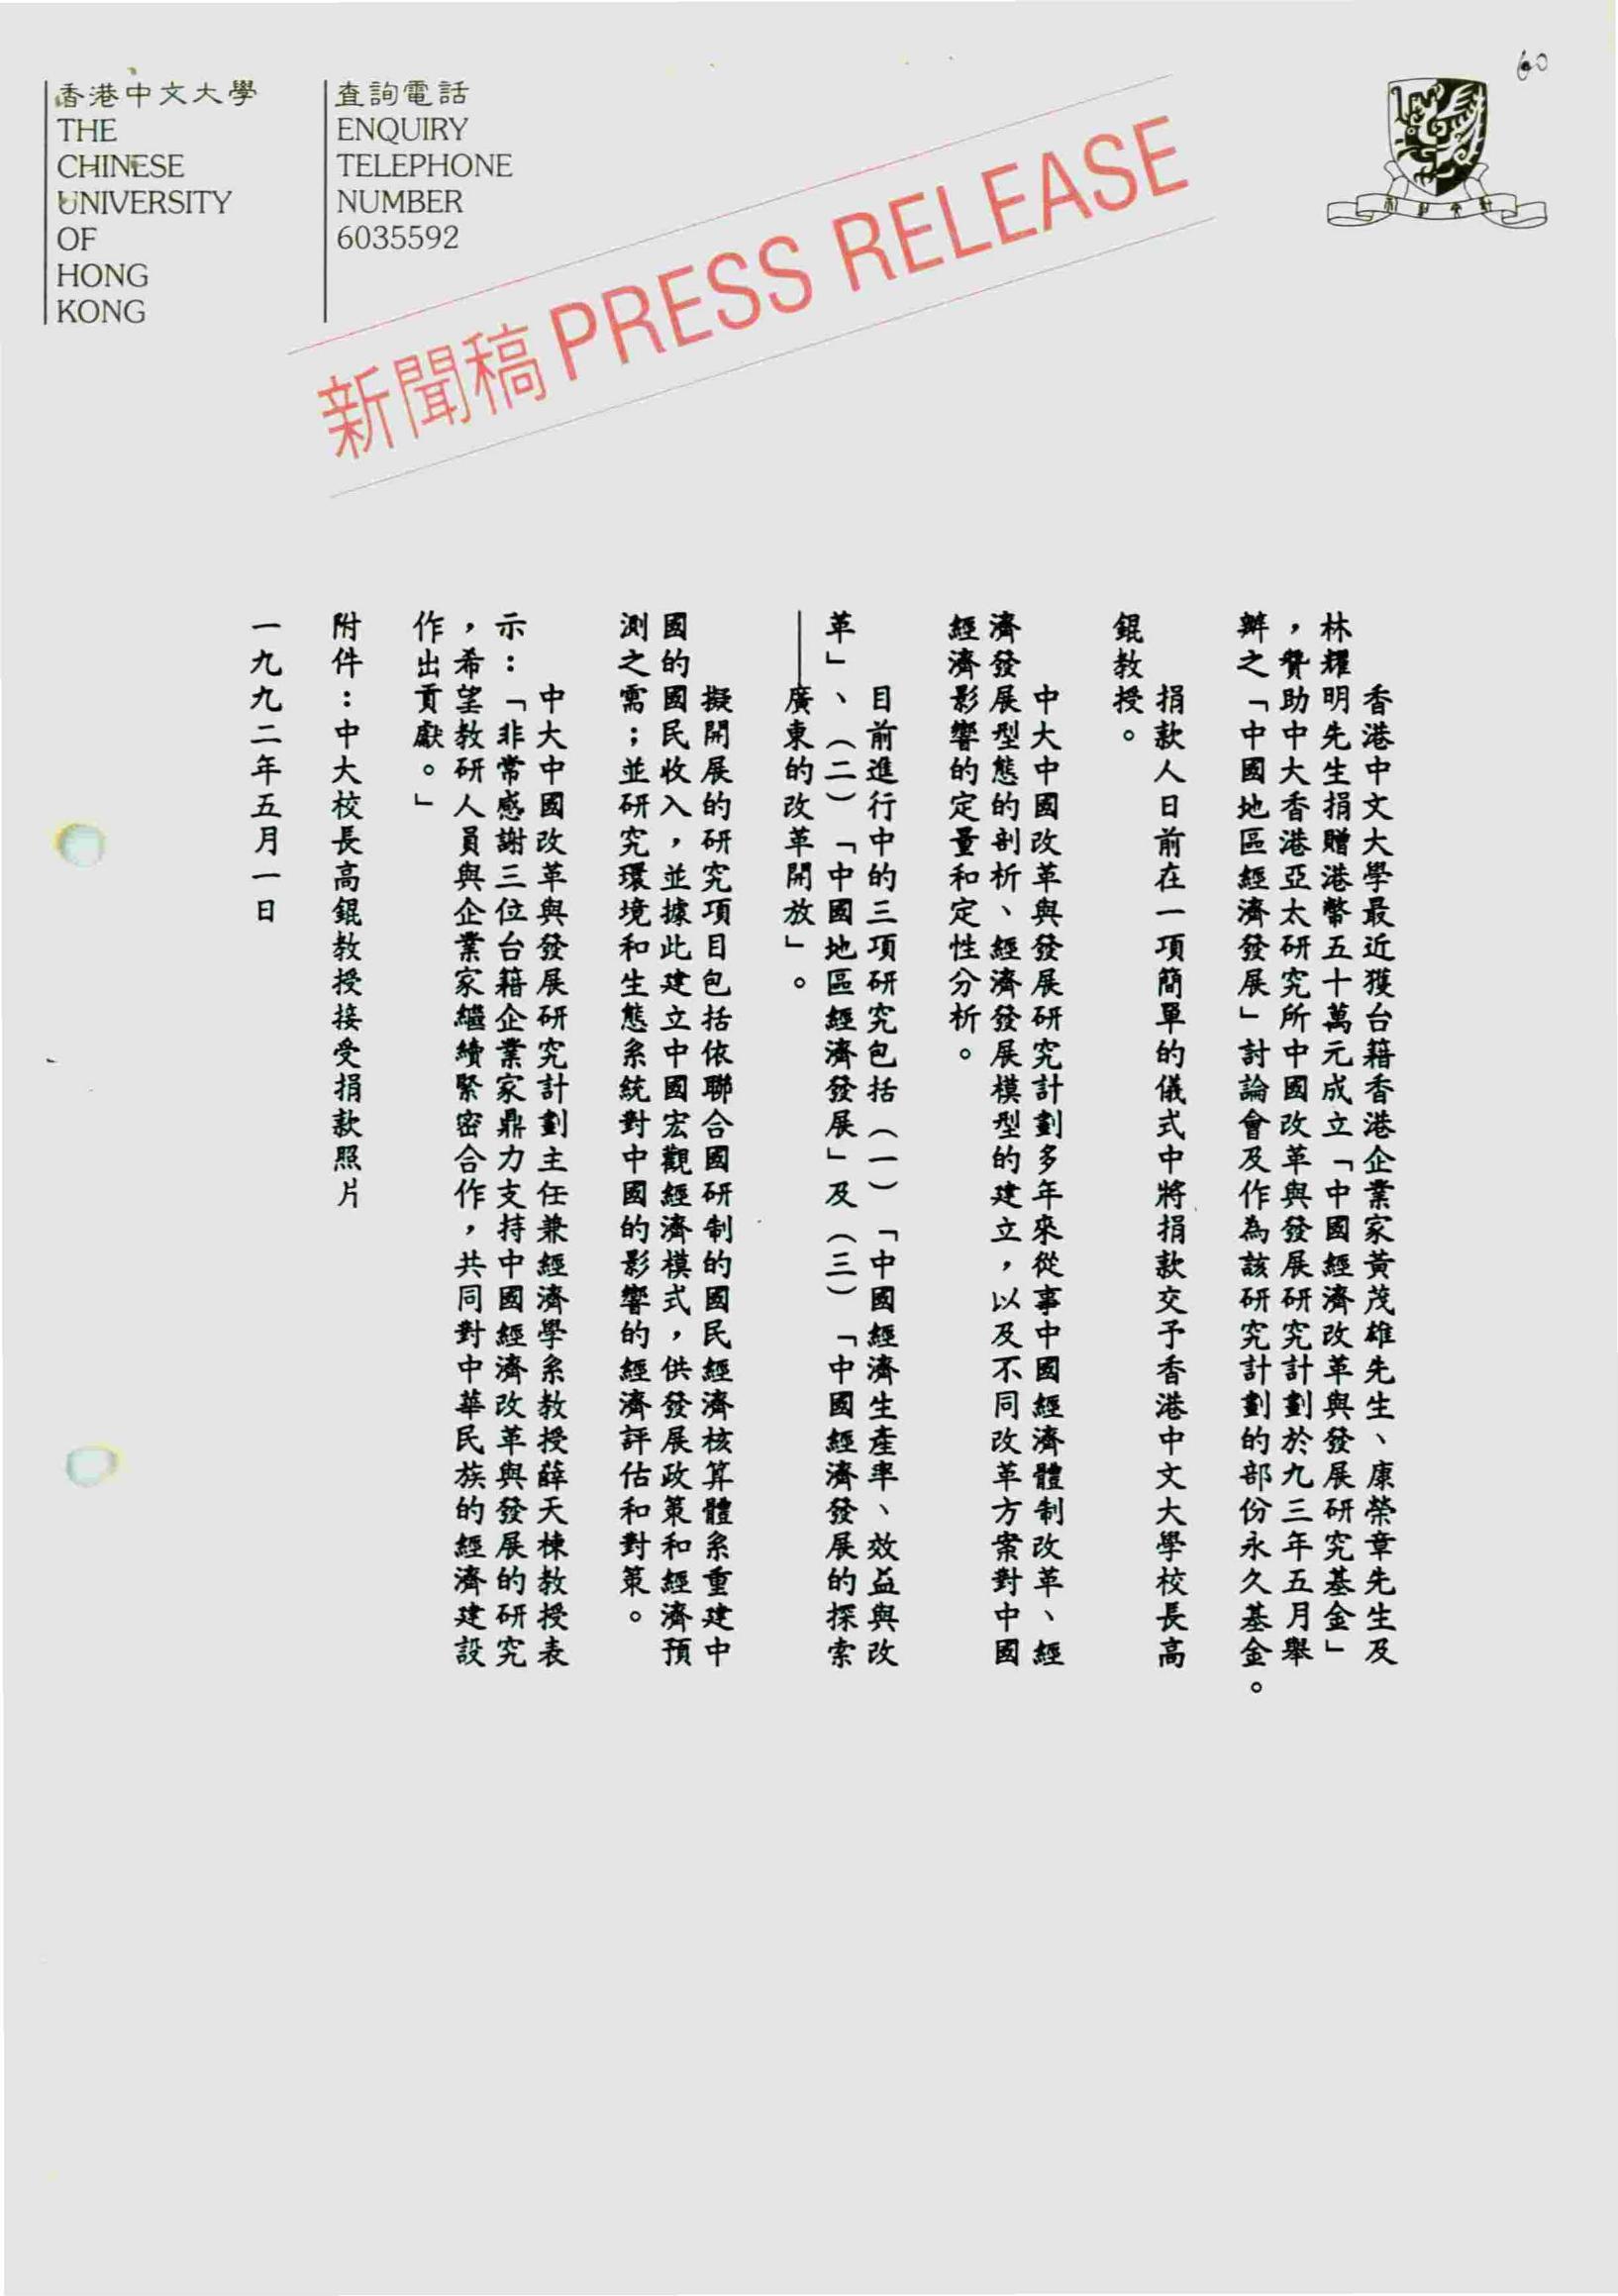 60
香港中文大學
THE
CHINESE
UNIVERSITY
OF
HONG
KONG
查詢電話
ENQUIRY
TELEPHONE
NUMBER
6035592
新聞稿 PRESS RELEASE
香港中文大學最近獲台籍香港企業家黃茂雄先生、康榮章先生及
林耀明先生捐贈港幣五十萬元成立「中國經濟改革與發展研究基金」
，贊助中大香港亞太研究所中國改革與發展研究計劃於九三年五月舉
辦之「中國地區經濟發展」討論會及作為該研究計劃的部份永久基金。
捐款人日前在一項簡單的儀式中將捐款交予香港中文大學校長高
錕教授。
中大中國改革與發展研究計劃多年來從事中國經濟體制改革、經
濟發展型態的剖析、經濟發展模型的建立，以及不同改革方案對中國
經濟影響的定量和定性分析。
目前進行中的三項研究包括（一）「中國經濟生產率、效益與改
革」、（二）「中國地區經濟發展」及（三）「中國經濟發展的探索
——廣東的改革開放」。
擬開展的研究項目包括依聯合國研制的國民經濟核算體系重建中
國的國民收入，並據此建立中國宏觀經濟模式，供發展政策和經濟預
測之需；並研究環境和生態系統對中國的影響的經濟評估和對策。
中大中國改革與發展研究計劃主任兼經濟學系教授薛天棟教授表
示：「非常感謝三位台籍企業家鼎力支持中國經濟改革與發展的研究
，希望教研人員與企業家繼續緊密合作，共同對中華民族的經濟建設
作出貢獻。」
附件：中大校長高錕教授接受捐款照片
一九九二年五月一日